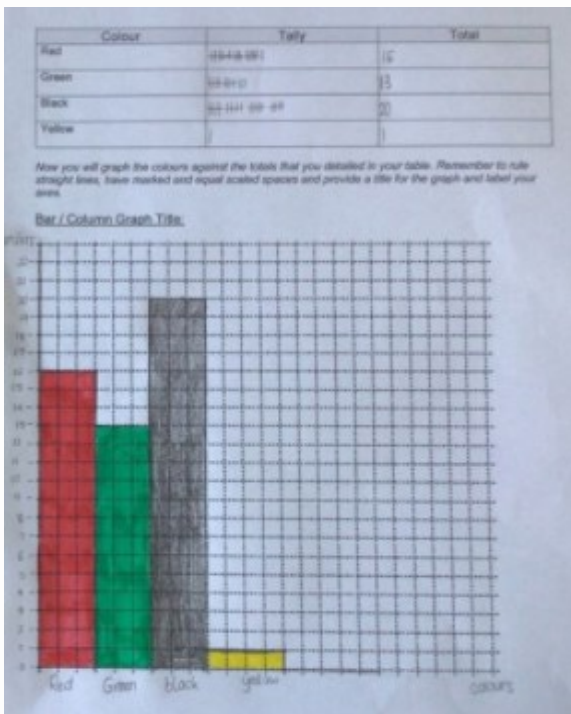 Colour Tally Total
Red 16
Green 13
Black 20
Yellow 1
Now you will graph the colours against the totals that you detailed in your table. Remember to rule
straight lines, have marked and equal scaled spaces and provide a title for the graph and label your
axes.
Bar / Column Graph Title:
Red Green black yellow colours